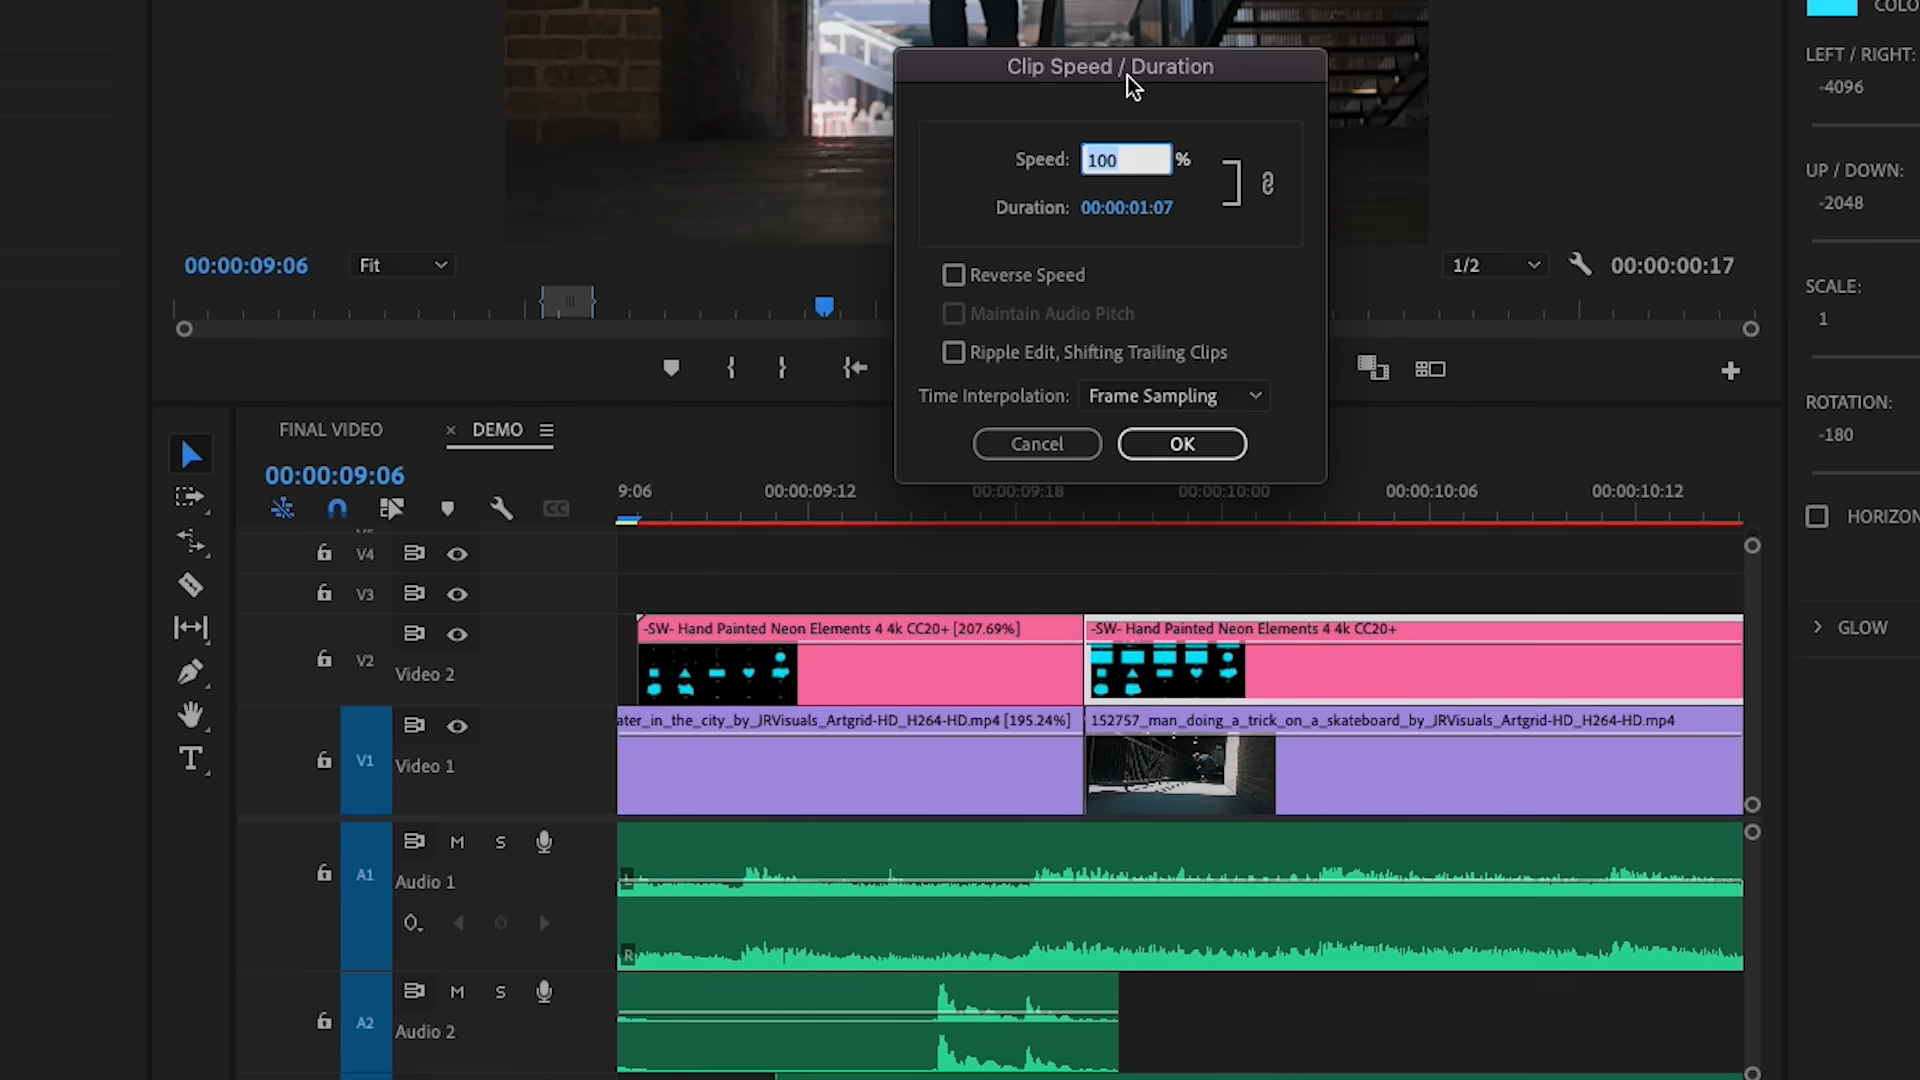 COLO
LEFT / RIGHT:
-4096
UP / DOWN:
-2048
SCALE:
1
ROTATION:
-180
HORIZON
GLOW
Clip Speed / Duration
Speed: 100 %
Duration: 00:00:01:07
Reverse Speed
Maintain Audio Pitch
Ripple Edit, Shifting Trailing Clips
Time Interpolation: Frame Sampling
Cancel OK
00:00:09:06 Fit 1/2 00:00:00:17
FINAL VIDEO × DEMO
00:00:09:06
CC
9:06 00:00:09:12 00:00:09:18 00:00:10:00 00:00:10:06 00:00:10:12
V4
V3
-SW- Hand Painted Neon Elements 4 4k CC20+ [207.69%] -SW- Hand Painted Neon Elements 4 4k CC20+
V2 Video 2
ater_in_the_city_by_JRVisuals_Artgrid-HD_H264-HD.mp4 [195.24%] 152757_man_doing_a_trick_on_a_skateboard_by_JRVisuals_Artgrid-HD_H264-HD.mp4
V1 Video 1
M S
A1 Audio 1
L
R
M S
A2 Audio 2
T